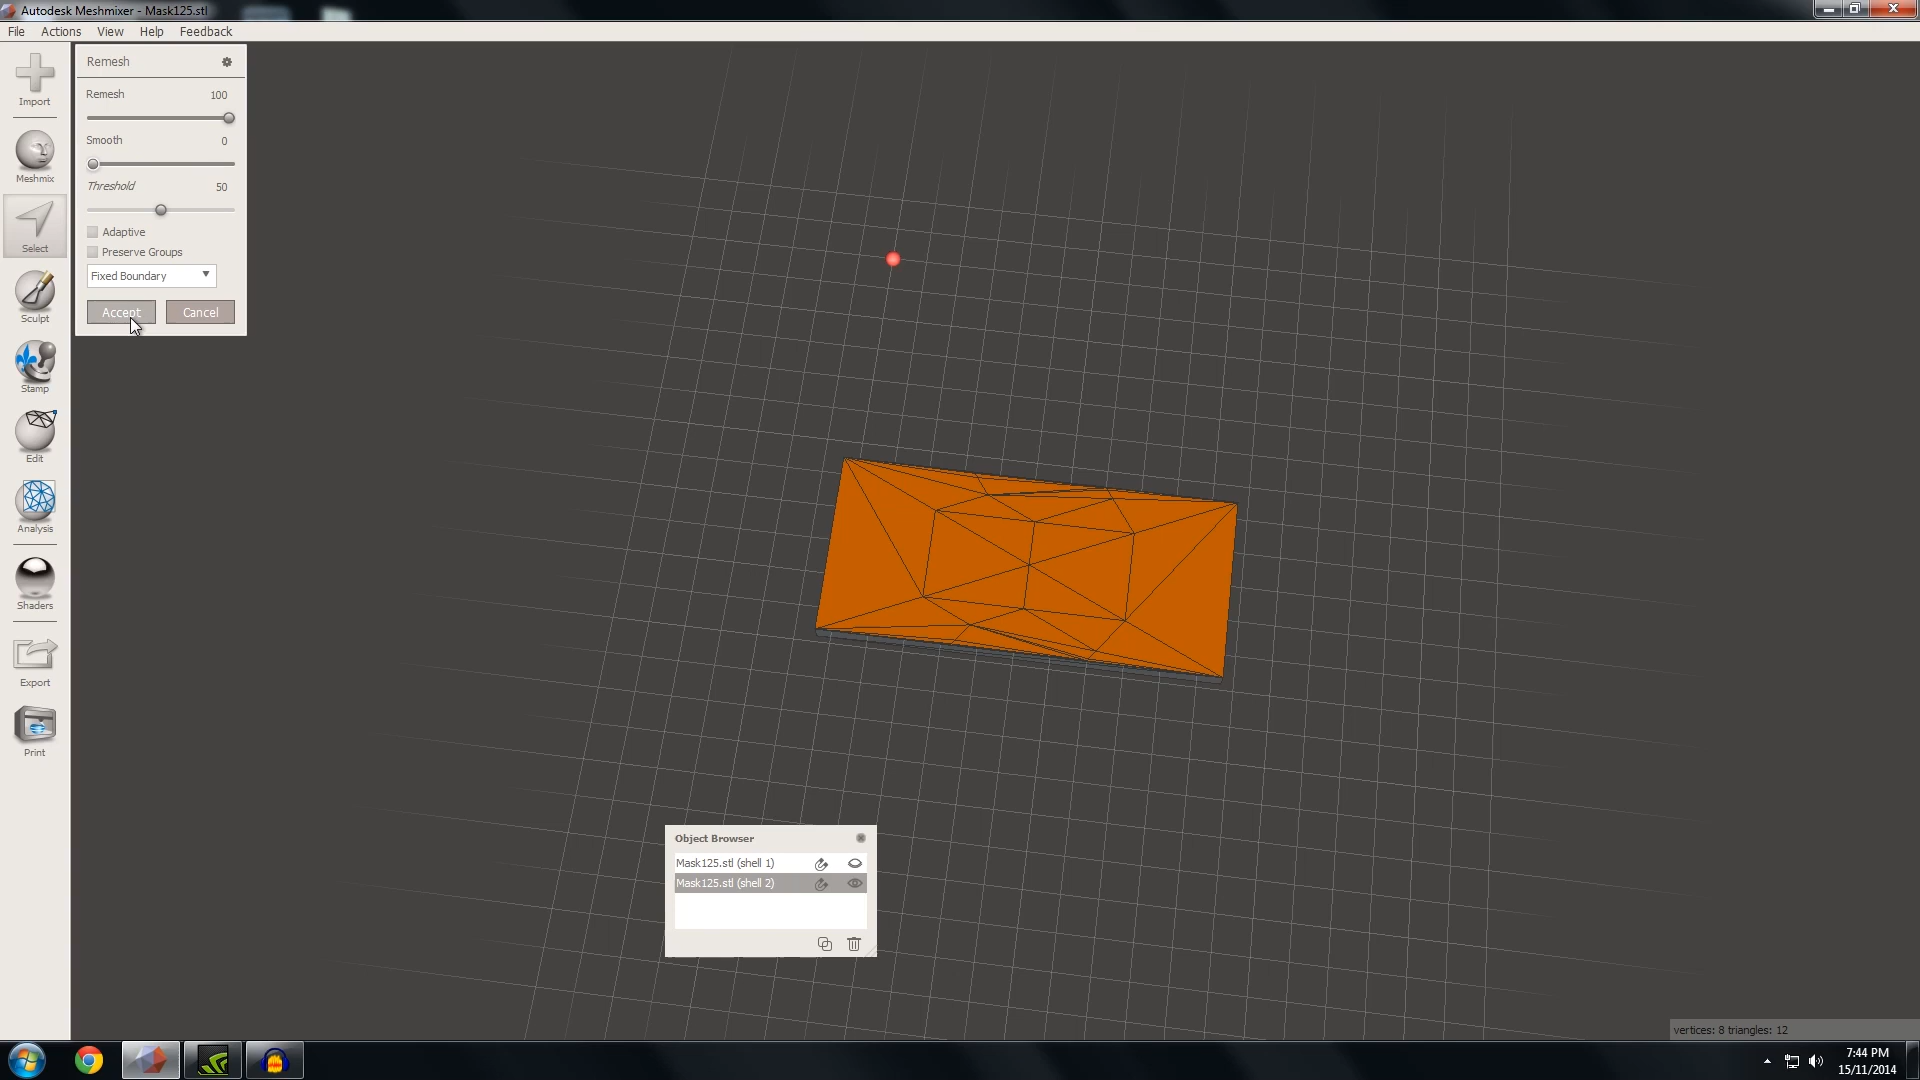 Autodesk Meshmixer - Mask125.stl
File Actions View Help Feedback
Import
Meshmix
Select
Sculpt
Stamp
Edit
Analysis
Shaders
Export
Print
Remesh
Remesh 100
Smooth 0
Threshold 50
Adaptive
Preserve Groups
Fixed Boundary
Accept Cancel
Object Browser
Mask125.stl (shell 1)
Mask125.stl (shell 2)
vertices: 8 triangles: 12
7:44 PM
15/11/2014